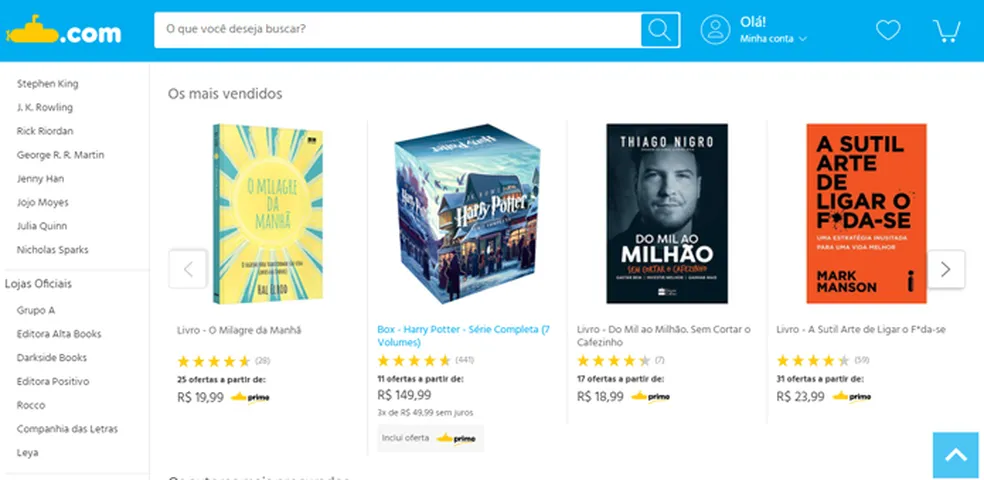 .com
O que você deseja buscar?
Olá!
Minha conta
Stephen King
J. K. Rowling
Rick Riordan
George R. R. Martin
Jenny Han
Jojo Moyes
Julia Quinn
Nicholas Sparks
Lojas Oficiais
Grupo A
Editora Alta Books
Darkside Books
Editora Positivo
Rocco
Companhia das Letras
Leya
Os mais vendidos
O MILAGRE
DA
MANHÃ
HAL ELROD
Livro - O Milagre da Manhã
(28)
25 ofertas a partir de:
R$ 19,99 prime
Harry Potter
Box - Harry Potter - Série Completa (7
Volumes)
(441)
11 ofertas a partir de:
R$ 149,99
3x de R$ 49,99 sem juros
Inclui oferta prime
THIAGO NIGRO
DO MIL AO
MILHÃO
SEM CORTAR O CAFEZINHO
GASTAR BEM | INVESTIR MELHOR | GANHAR MAIS
Livro - Do Mil ao Milhão. Sem Cortar o
Cafezinho
(7)
17 ofertas a partir de:
R$ 18,99 prime
A SUTIL
ARTE
DE
LIGAR O
F*DA-SE
UMA ESTRATÉGIA INUSITADA
PARA UMA VIDA MELHOR
MARK
MANSON
Livro - A Sutil Arte de Ligar o F*da-se
(59)
31 ofertas a partir de:
R$ 23,99 prime